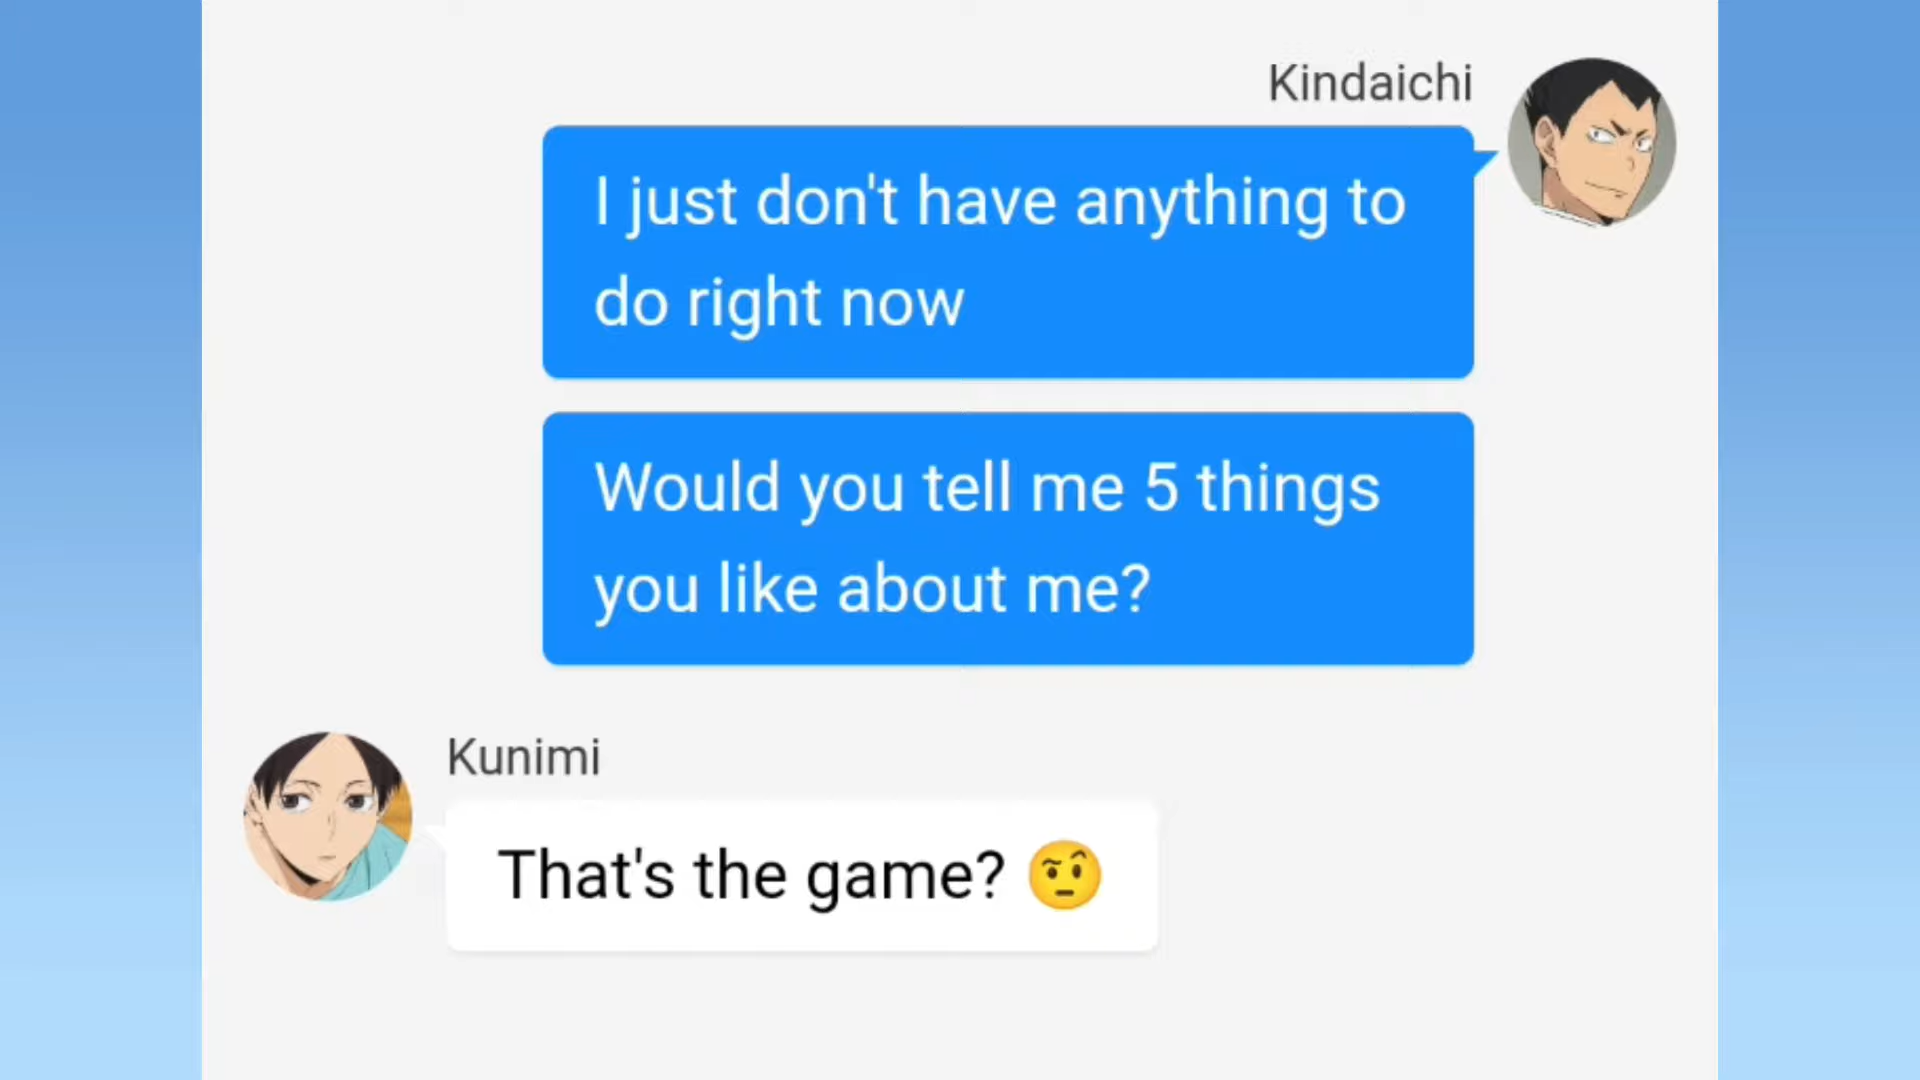 Kindaichi
I just don't have anything to
do right now
Would you tell me 5 things
you like about me?
Kunimi
That's the game? 🤨